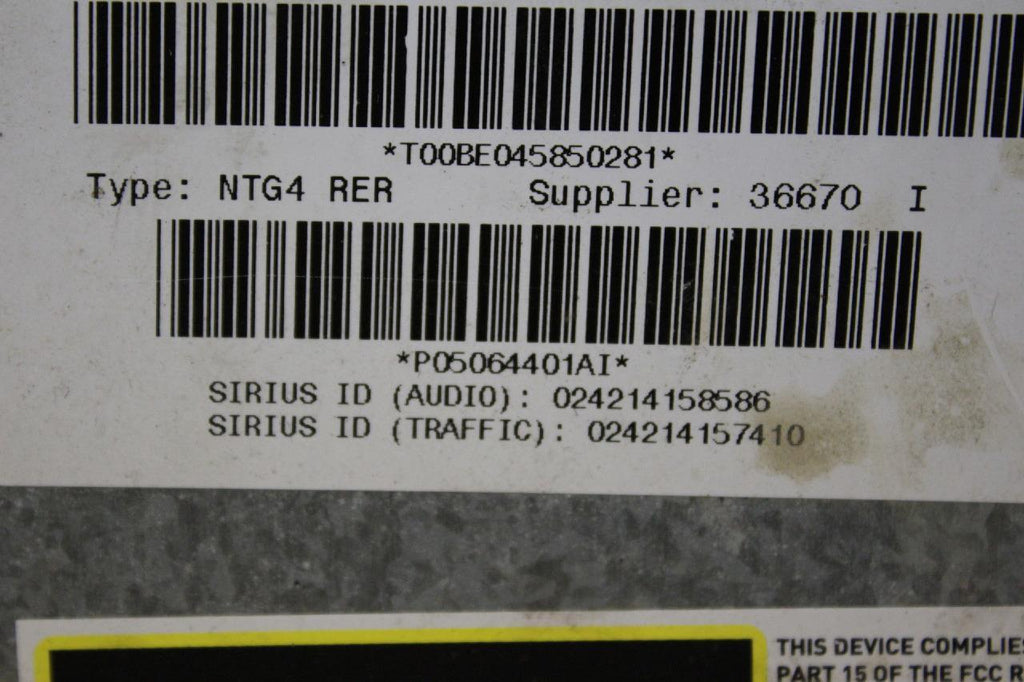 *T00BE045850281*
Type: NTG4 RER Supplier: 36670 I
*P05064401AI*
SIRIUS ID (AUDIO): 024214158586
SIRIUS ID (TRAFFIC): 024214157410
THIS DEVICE COMPLIES
PART 15 OF THE FCC R